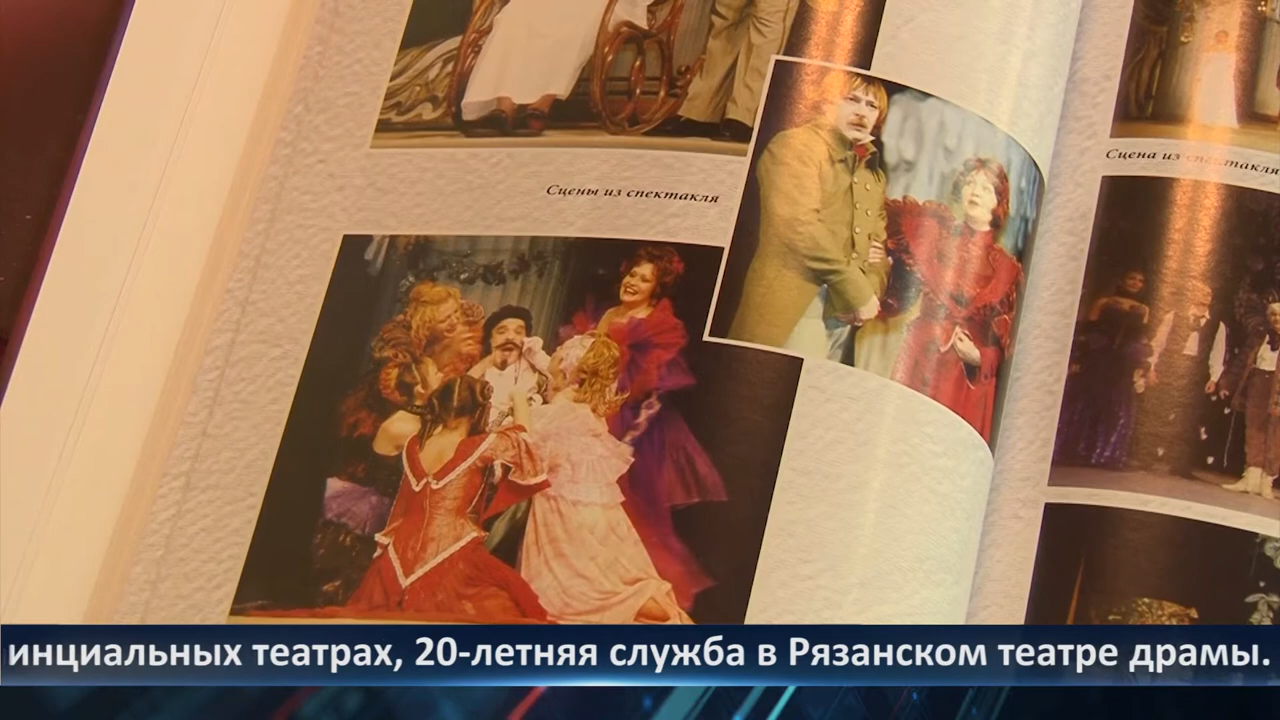 Сцены из спектакля
Сцена из спектакля
инциальных театрах, 20-летняя служба в Рязанском театре драмы.